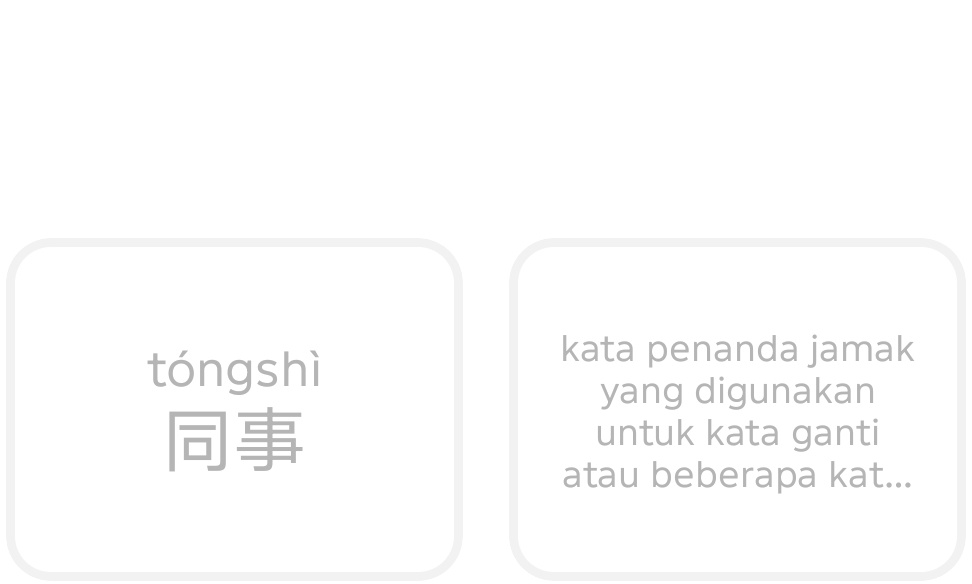 tóngshì
同事
kata penanda jamak
yang digunakan
untuk kata ganti
atau beberapa kat...